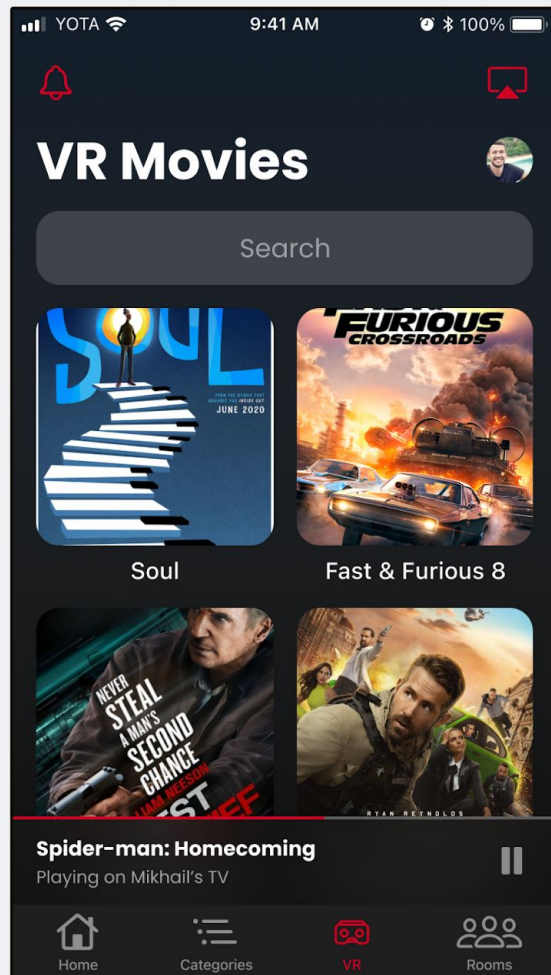 YOTA 9:41 AM 100%
VR Movies
Search
SOUL
FROM THE STUDIO THAT
BROUGHT YOU INSIDE OUT
JUNE 2020
FURIOUS
CROSSROADS
Soul
Fast & Furious 8
NEVER
STEAL
A MAN'S
SECOND
CHANCE
LIAM NEESON
RYAN REYNOLDS
Spider-man: Homecoming
Playing on Mikhail's TV
Home
Categories
VR
Rooms